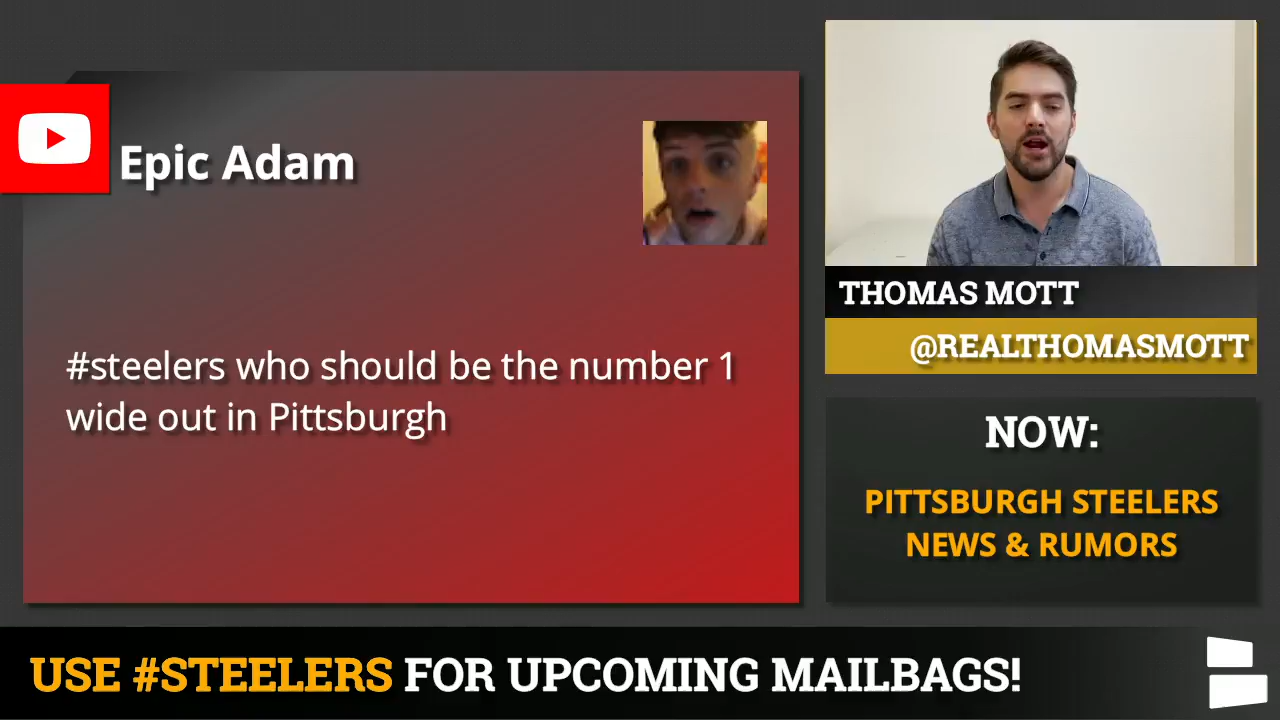 Epic Adam
#steelers who should be the number 1
wide out in Pittsburgh
THOMAS MOTT
@REALTHOMASMOTT
NOW:
PITTSBURGH STEELERS
NEWS & RUMORS
USE #STEELERS FOR UPCOMING MAILBAGS!